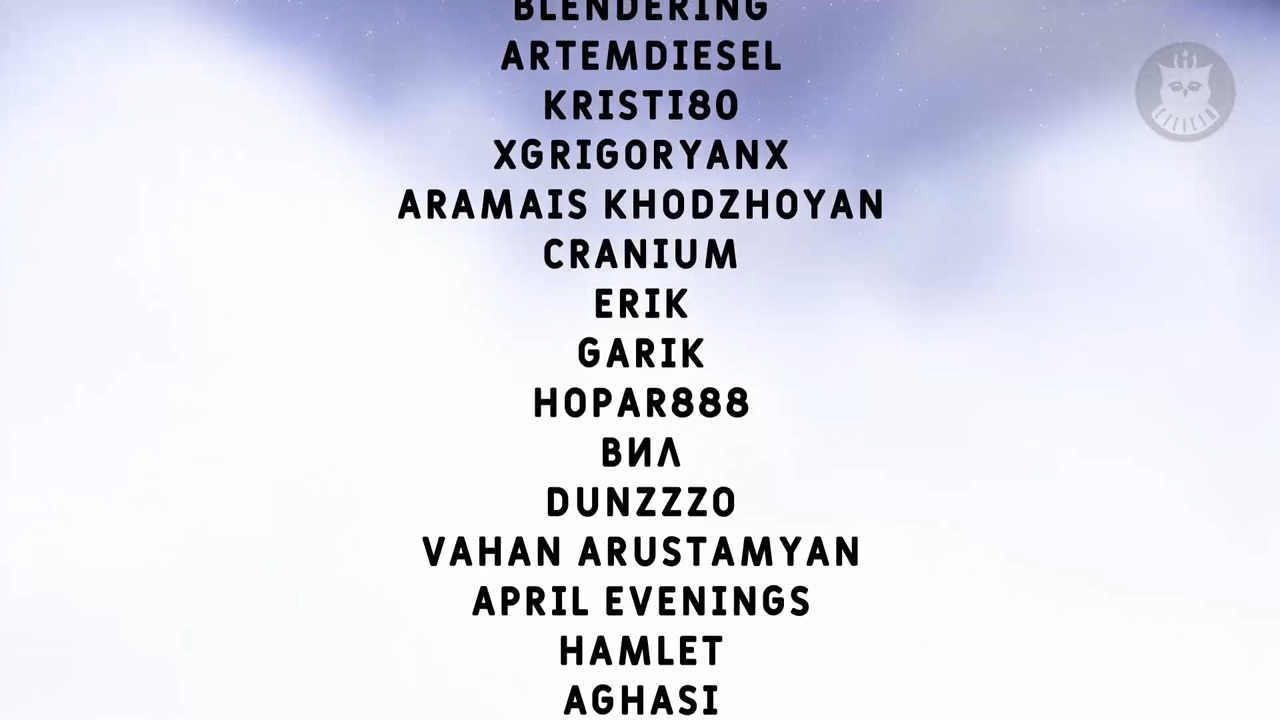 BLENDERING
ARTEMDIESEL
KRISTI80
XGRIGORYANX
ARAMAIS KHODZHOYAN
CRANIUM
ERIK
GARIK
HOPAR888
ВИЛ
DUNZZZO
VAHAN ARUSTAMYAN
APRIL EVENINGS
HAMLET
AGHASI